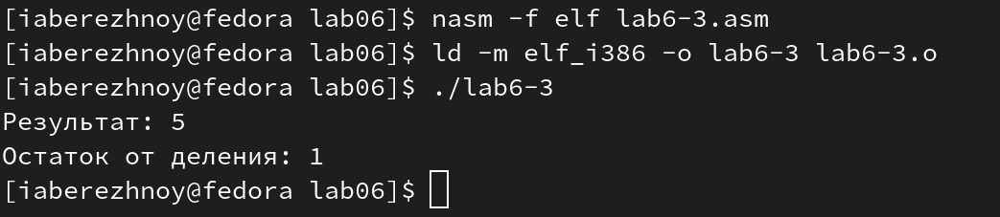 [iaberezhnoy@fedora lab06]$ nasm -f elf lab6-3.asm
[iaberezhnoy@fedora lab06]$ ld -m elf_i386 -o lab6-3 lab6-3.o
[iaberezhnoy@fedora lab06]$ ./lab6-3
Результат: 5
Остаток от деления: 1
[iaberezhnoy@fedora lab06]$